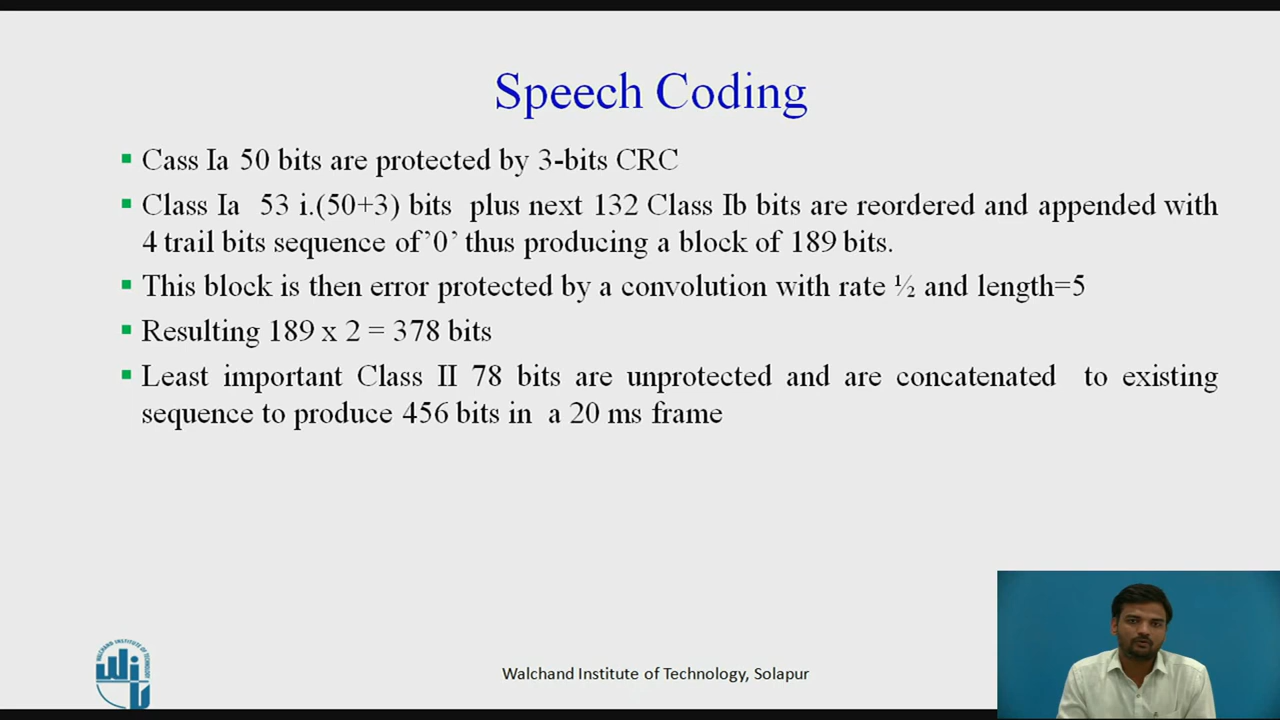 Speech Coding
Cass Ia 50 bits are protected by 3-bits CRC
Class Ia 53 i.(50+3) bits plus next 132 Class Ib bits are reordered and appended with
4 trail bits sequence of’0’ thus producing a block of 189 bits.
This block is then error protected by a convolution with rate ½ and length=5
Resulting 189 x 2 = 378 bits
Least important Class II 78 bits are unprotected and are concatenated to existing
sequence to produce 456 bits in a 20 ms frame
WALCHAND INSTITUTE OF TECHNOLOGY
Walchand Institute of Technology, Solapur